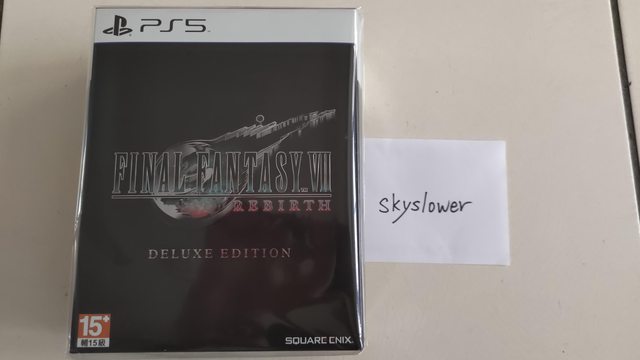 PS5
FINAL FANTASY VII
REBIRTH
DELUXE EDITION
skyslower
15+
輔15級
SQUARE ENIX